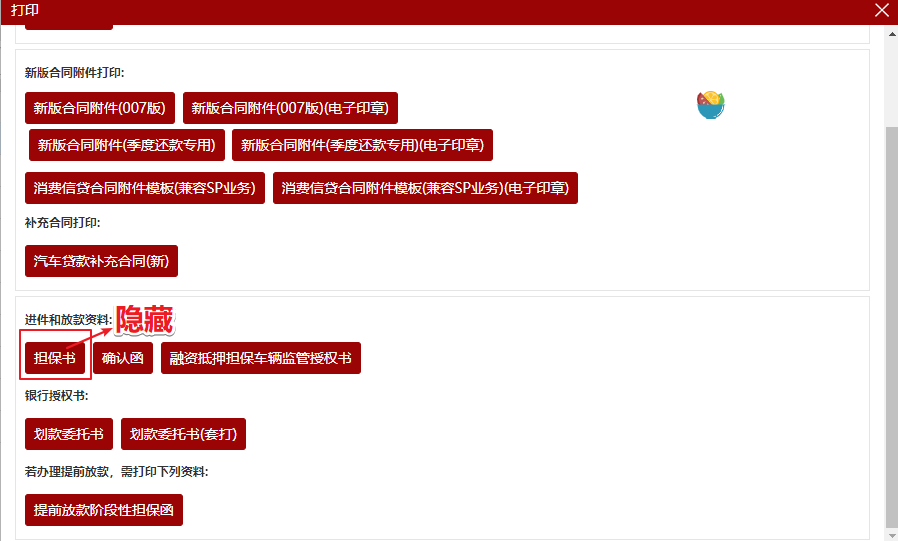 打印
新版合同附件打印:
新版合同附件(007版) 新版合同附件(007版)(电子印章)
新版合同附件(季度还款专用) 新版合同附件(季度还款专用)(电子印章)
消费信贷合同附件模板(兼容SP业务) 消费信贷合同附件模板(兼容SP业务)(电子印章)
补充合同打印:
汽车贷款补充合同(新)
进件和放款资料: 隐藏
担保书 确认函 融资抵押担保车辆监管授权书
银行授权书:
划款委托书 划款委托书(套打)
若办理提前放款，需打印下列资料:
提前放款阶段性担保函